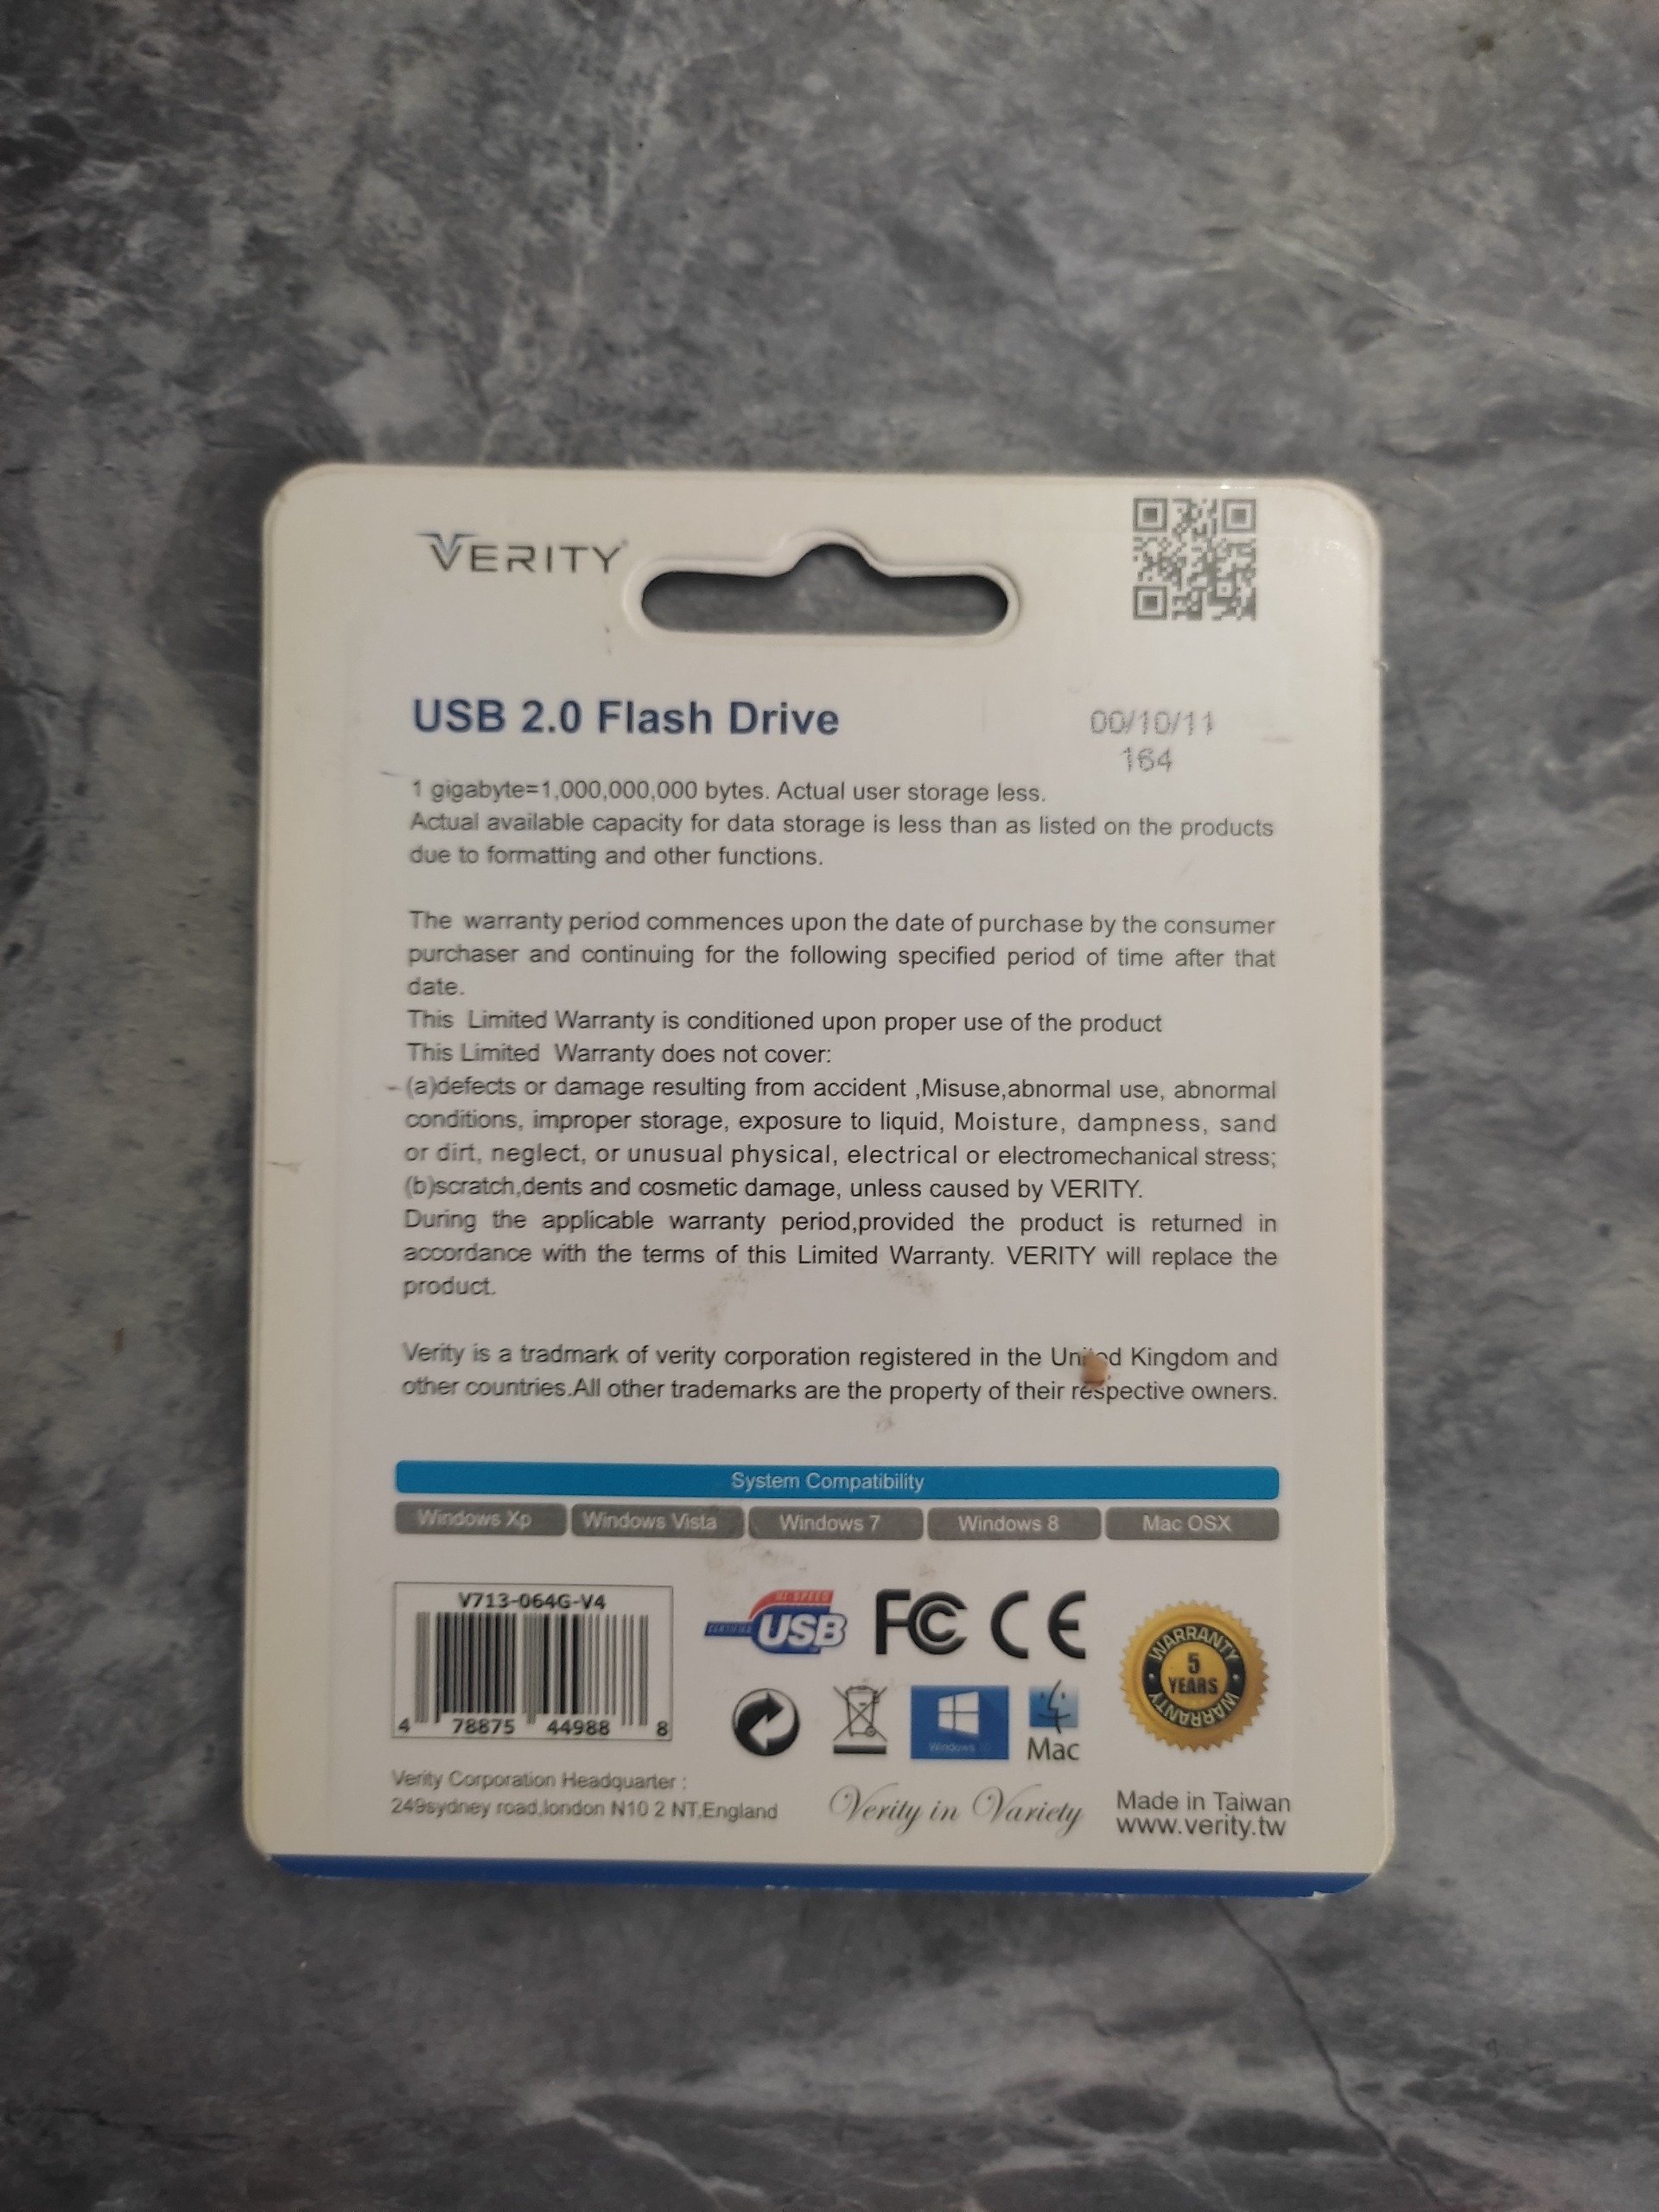 VERITY
USB 2.0 Flash Drive
00/10/11
164
1 gigabyte=1,000,000,000 bytes. Actual user storage less.
Actual available capacity for data storage is less than as listed on the products
due to formatting and other functions.
The warranty period commences upon the date of purchase by the consumer
purchaser and continuing for the following specified period of time after that
date.
This Limited Warranty is conditioned upon proper use of the product
This Limited Warranty does not cover:
(a)defects or damage resulting from accident ,Misuse,abnormal use, abnormal
conditions, improper storage, exposure to liquid, Moisture, dampness, sand
or dirt, neglect, or unusual physical, electrical or electromechanical stress;
(b)scratch,dents and cosmetic damage, unless caused by VERITY.
During the applicable warranty period,provided the product is returned in
accordance with the terms of this Limited Warranty. VERITY will replace the
product.
Verity is a tradmark of verity corporation registered in the United Kingdom and
other countries.All other trademarks are the property of their respective owners.
System Compatibility
Windows Xp Windows Vista Windows 7 Windows 8 Mac OSX
V713-064G-V4
4 78875 44988 8
HI-SPEED
CERTIFIED USB
FC CE
WARRANTY
5
YEARS
WARRANTY
Windows
Mac
Verity Corporation Headquarter :
249sydney road,london N10 2 NT,England
Verity in Variety
Made in Taiwan
www.verity.tw